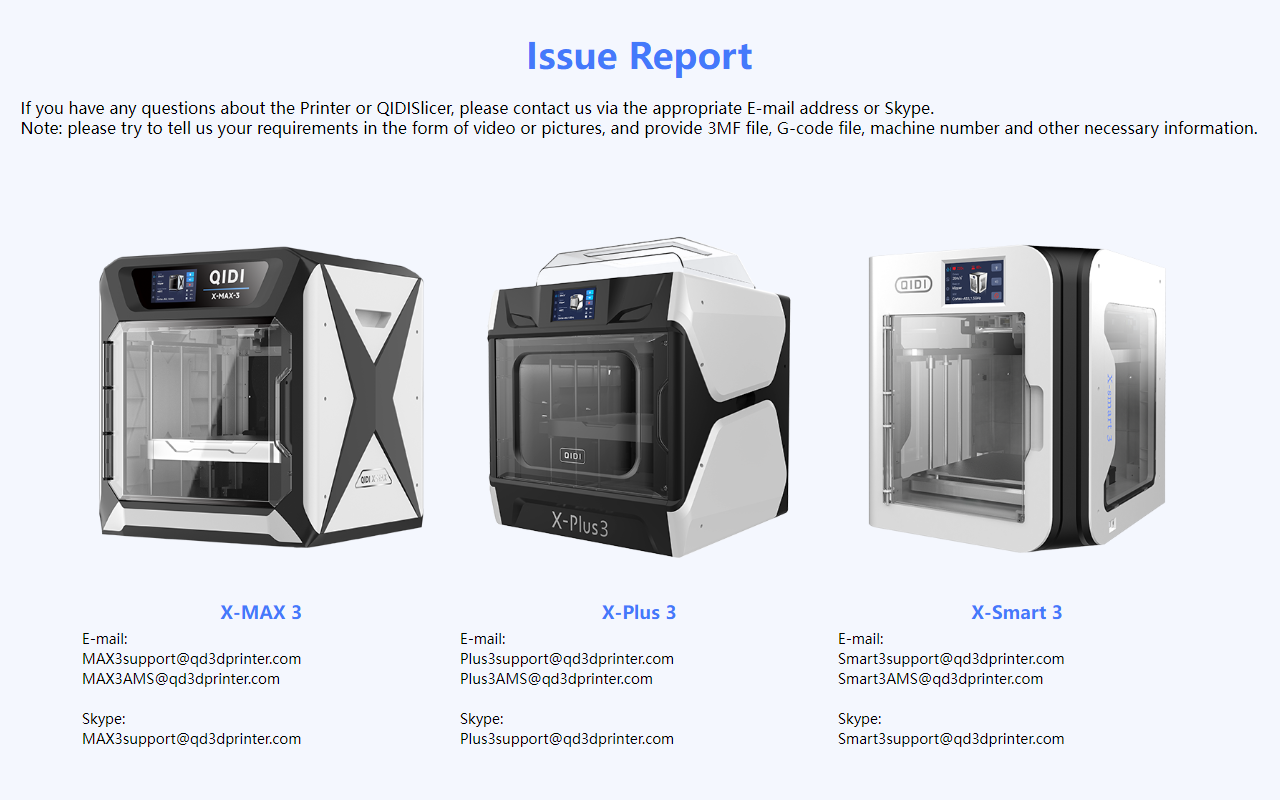 Issue Report
If you have any questions about the Printer or QIDISlicer, please contact us via the appropriate E-mail address or Skype.
Note: please try to tell us your requirements in the form of video or pictures, and provide 3MF file, G-code file, machine number and other necessary information.
QIDI
X-MAX-3
QIDI X-MAX
QIDI
X-Plus3
QIDI
X-smart 3
X-MAX 3
E-mail:
MAX3support@qd3dprinter.com
MAX3AMS@qd3dprinter.com
Skype:
MAX3support@qd3dprinter.com
X-Plus 3
E-mail:
Plus3support@qd3dprinter.com
Plus3AMS@qd3dprinter.com
Skype:
Plus3support@qd3dprinter.com
X-Smart 3
E-mail:
Smart3support@qd3dprinter.com
Smart3AMS@qd3dprinter.com
Skype:
Smart3support@qd3dprinter.com